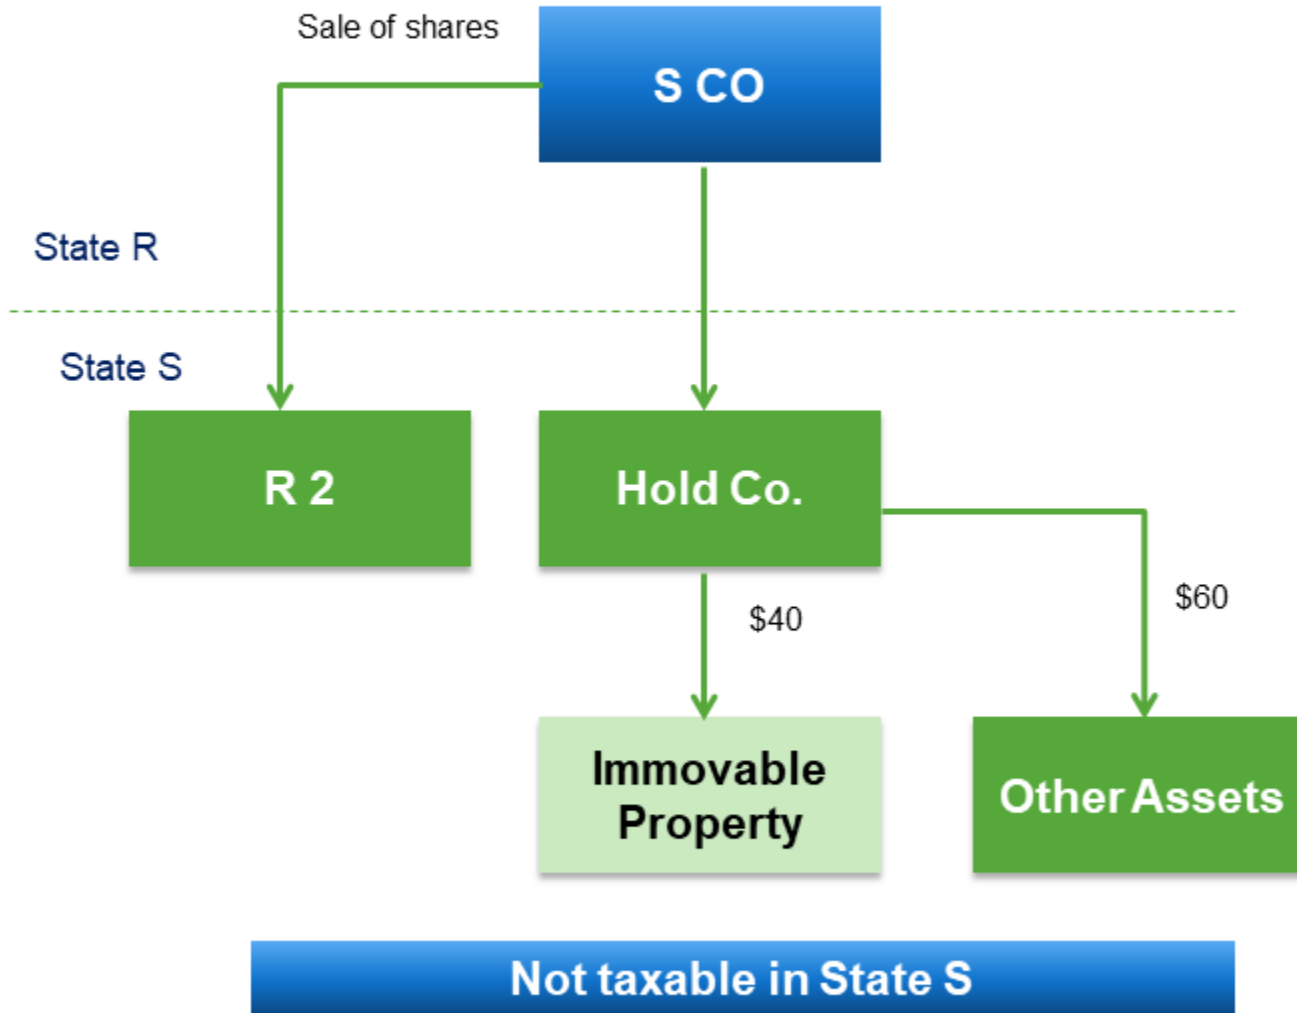 Sale of shares
S CO
State R
State S
R 2
Hold Co.
$40
$60
Immovable
Property
Other Assets
Not taxable in State S